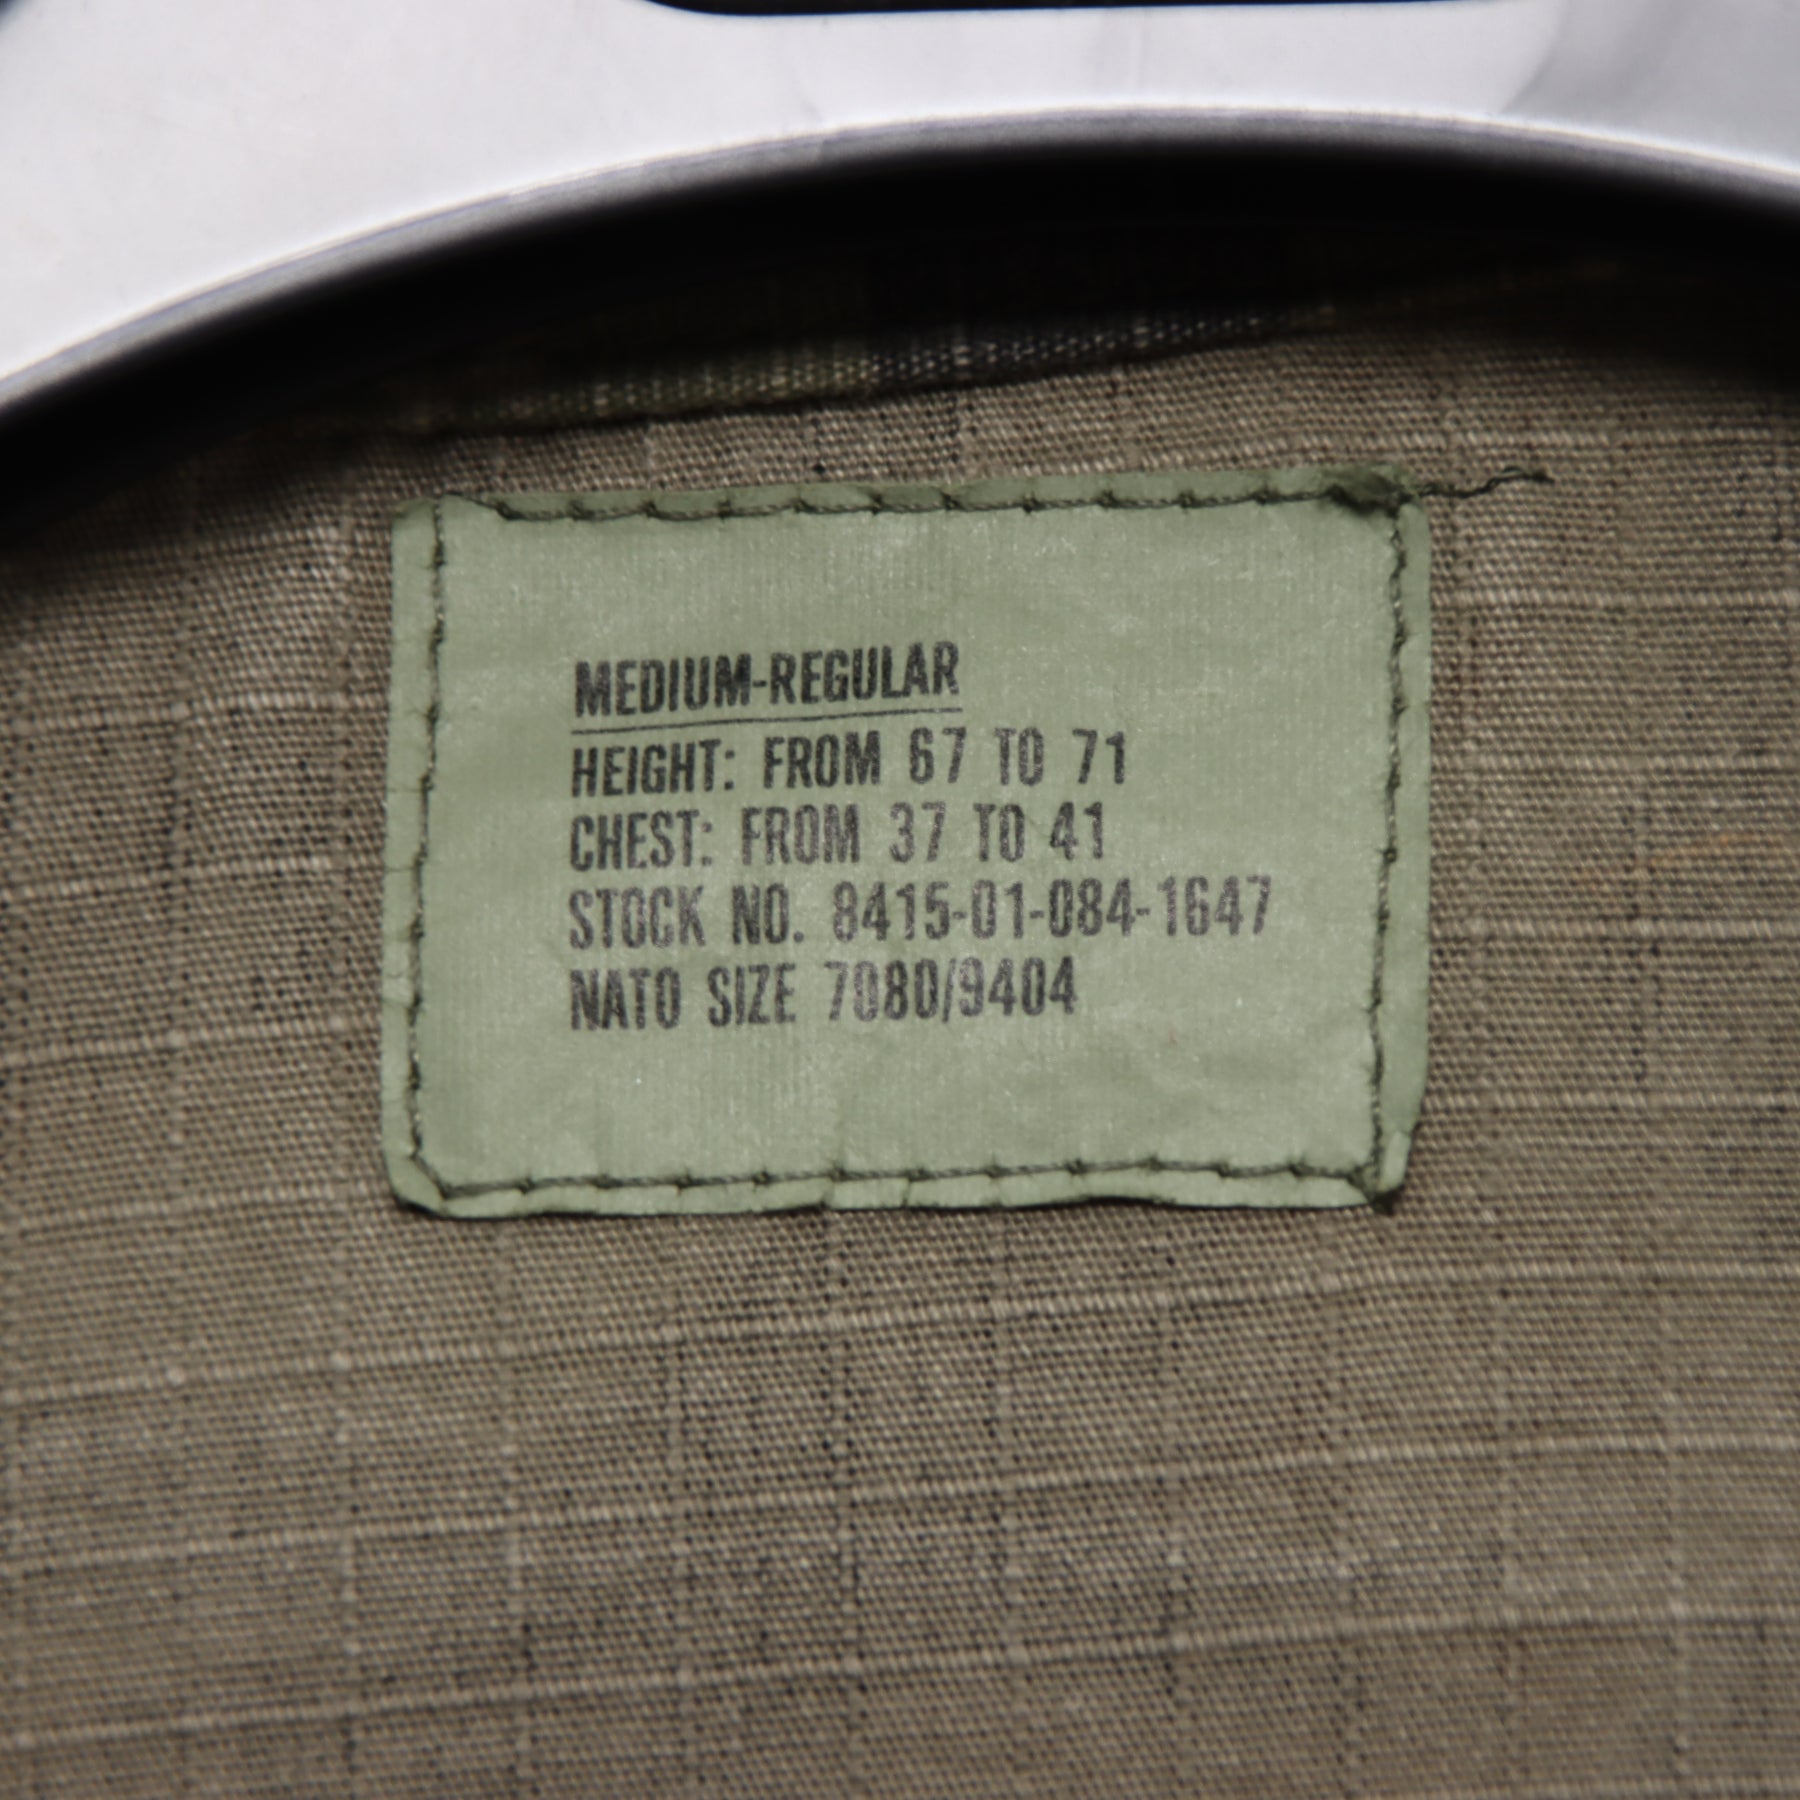 MEDIUM-REGULAR
HEIGHT: FROM 67 TO 71
CHEST: FROM 37 TO 41
STOCK NO. 8415-01-084-1647
NATO SIZE 7080/9404